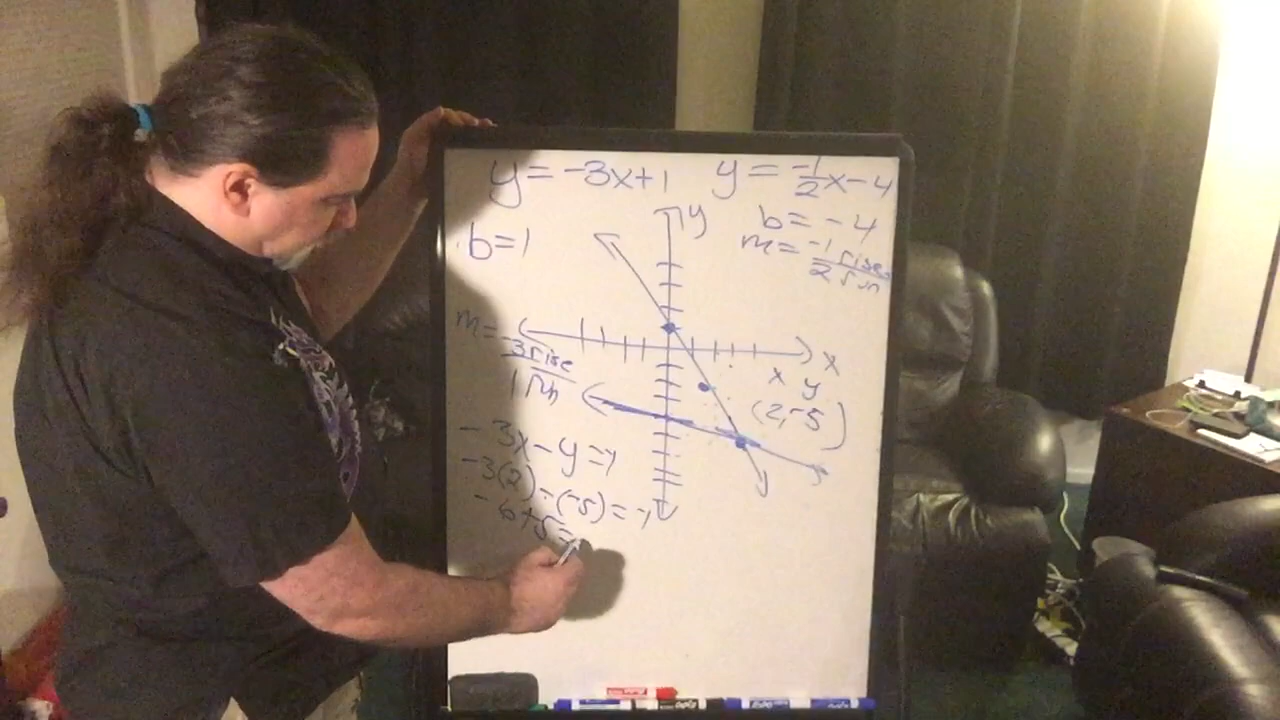 y = -3x+1 y = -1/2 x-4
y
b = -4
b=1
m = -1 rise
2 run
m =
-3 rise
1 run
x
x y
(2,-5)
-3x-y=-1
-3(2)-(-5)=-1
-6+5=